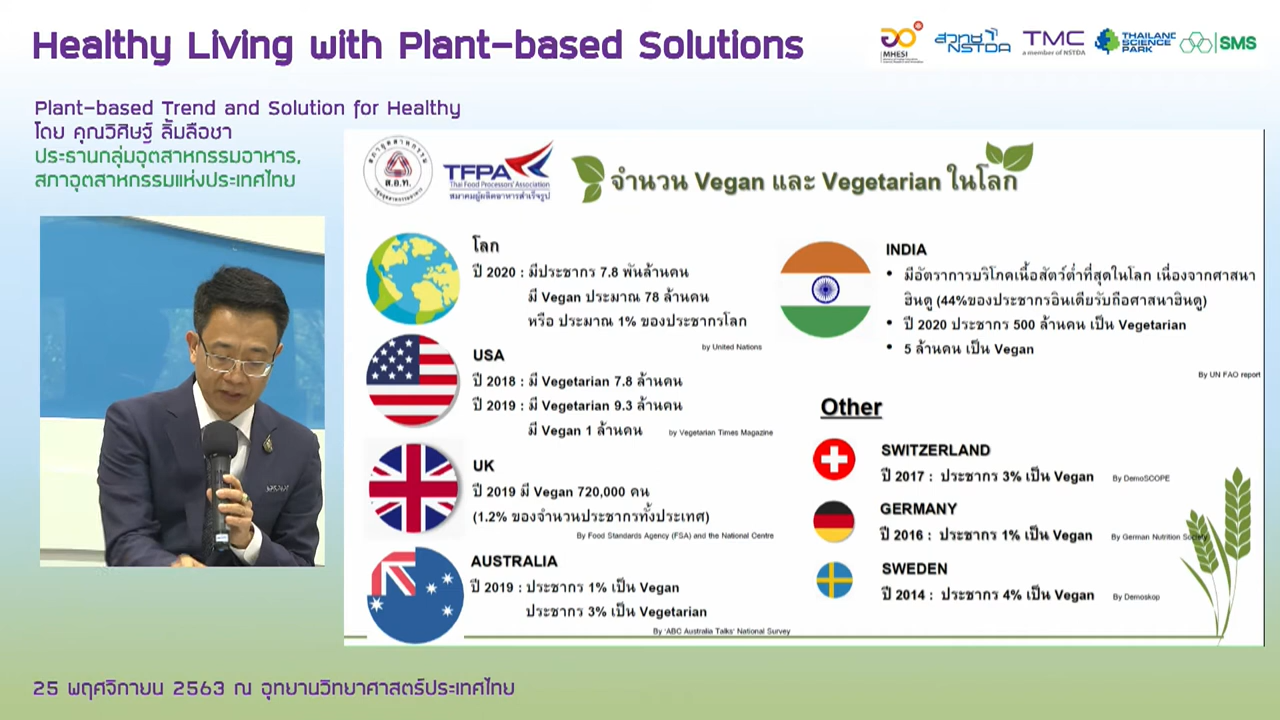 Healthy Living with Plant-based Solutions
MHESI
สวทช
NSTDA
TMC
a member of NSTDA
THAILAND
SCIENCE
PARK
SMS
Plant-based Trend and Solution for Healthy
โดย คุณวิศิษฐ์ ลิ้มลือชา
ประธานกลุ่มอุตสาหกรรมอาหาร,
สภาอุตสาหกรรมแห่งประเทศไทย
สภาอุตสาหกรรม
ส.อ.ท.
TFPA
Thai Food Processors' Association
สมาคมผู้ผลิตอาหารสำเร็จรูป
จำนวน Vegan และ Vegetarian ในโลก
โลก
ปี 2020 : มีประชากร 7.8 พันล้านคน
มี Vegan ประมาณ 78 ล้านคน
หรือ ประมาณ 1% ของประชากรโลก
by United Nations
USA
ปี 2018 : มี Vegetarian 7.8 ล้านคน
ปี 2019 : มี Vegetarian 9.3 ล้านคน
มี Vegan 1 ล้านคน by Vegetarian Times Magazine
UK
ปี 2019 มี Vegan 720,000 คน
(1.2% ของจำนวนประชากรทั้งประเทศ)
By Food Standards Agency (FSA) and the National Centre
AUSTRALIA
ปี 2019 : ประชากร 1% เป็น Vegan
ประชากร 3% เป็น Vegetarian
By 'ABC Australia Talks' National Survey
INDIA
• มีอัตราการบริโภคเนื้อสัตว์ต่ำที่สุดในโลก เนื่องจากศาสนา
ฮินดู (44%ของประชากรอินเดียรับถือศาสนาฮินดู)
• ปี 2020 ประชากร 500 ล้านคน เป็น Vegetarian
• 5 ล้านคน เป็น Vegan
By UN FAO report
Other
SWITZERLAND
ปี 2017 : ประชากร 3% เป็น Vegan By DemoSCOPE
GERMANY
ปี 2016 : ประชากร 1% เป็น Vegan By German Nutrition Society
SWEDEN
ปี 2014 : ประชากร 4% เป็น Vegan By Demoskop
25 พฤศจิกายน 2563 ณ อุทยานวิทยาศาสตร์ประเทศไทย